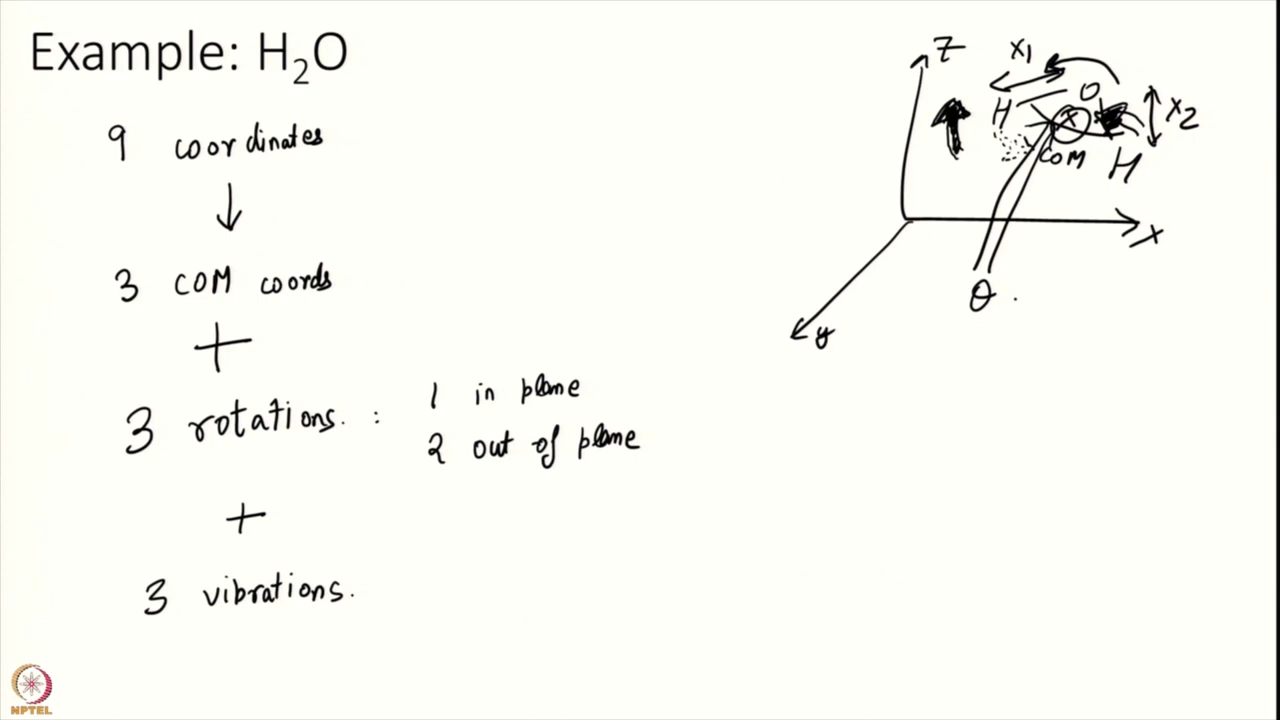 Example: H₂O
9 coordinates
↓
3 COM coords
+
3 rotations. : 1 in plane
2 out of plane
+
3 vibrations.
Z
X1
H
O
X2
COM
H
X
y
θ.
NPTEL